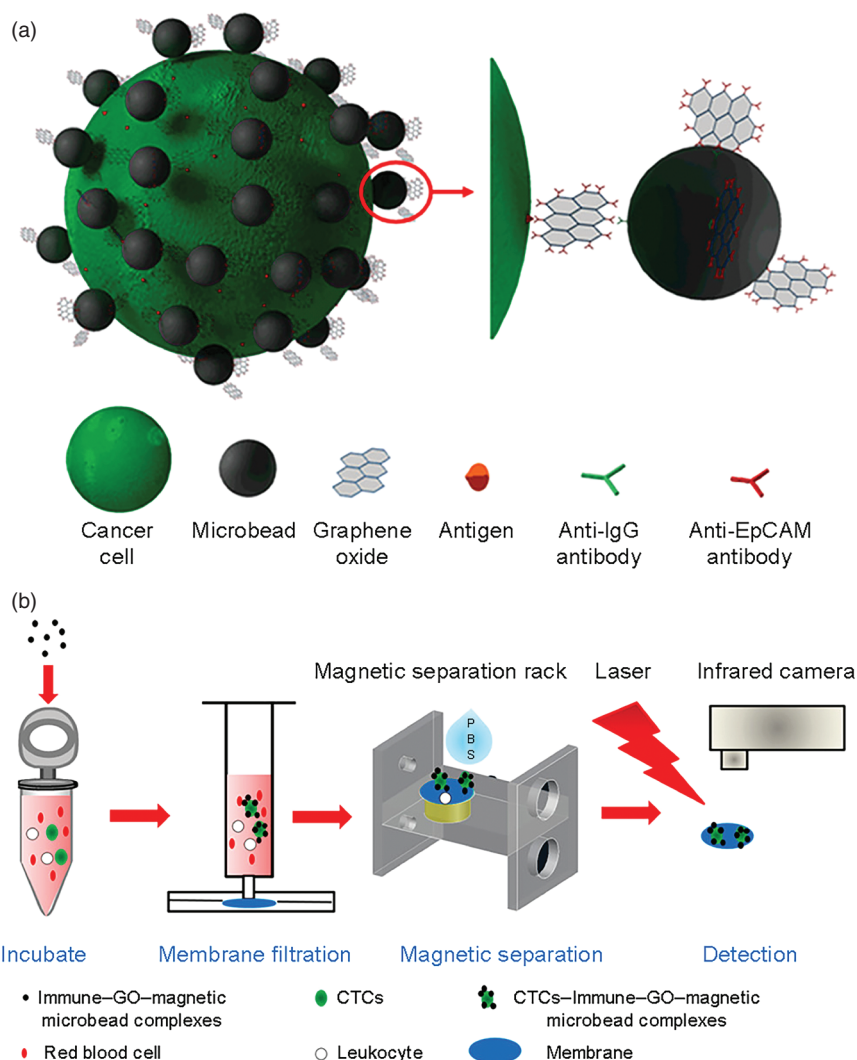 (a)
Cancer
cell
Microbead
Graphene
oxide
Antigen
Anti-IgG
antibody
Anti-EpCAM
antibody
(b)
Magnetic separation rack
Laser
Infrared camera
P
B
S
Incubate
Membrane filtration
Magnetic separation
Detection
Immune–GO–magnetic
microbead complexes
CTCs
CTCs–Immune–GO–magnetic
microbead complexes
Red blood cell
Leukocyte
Membrane